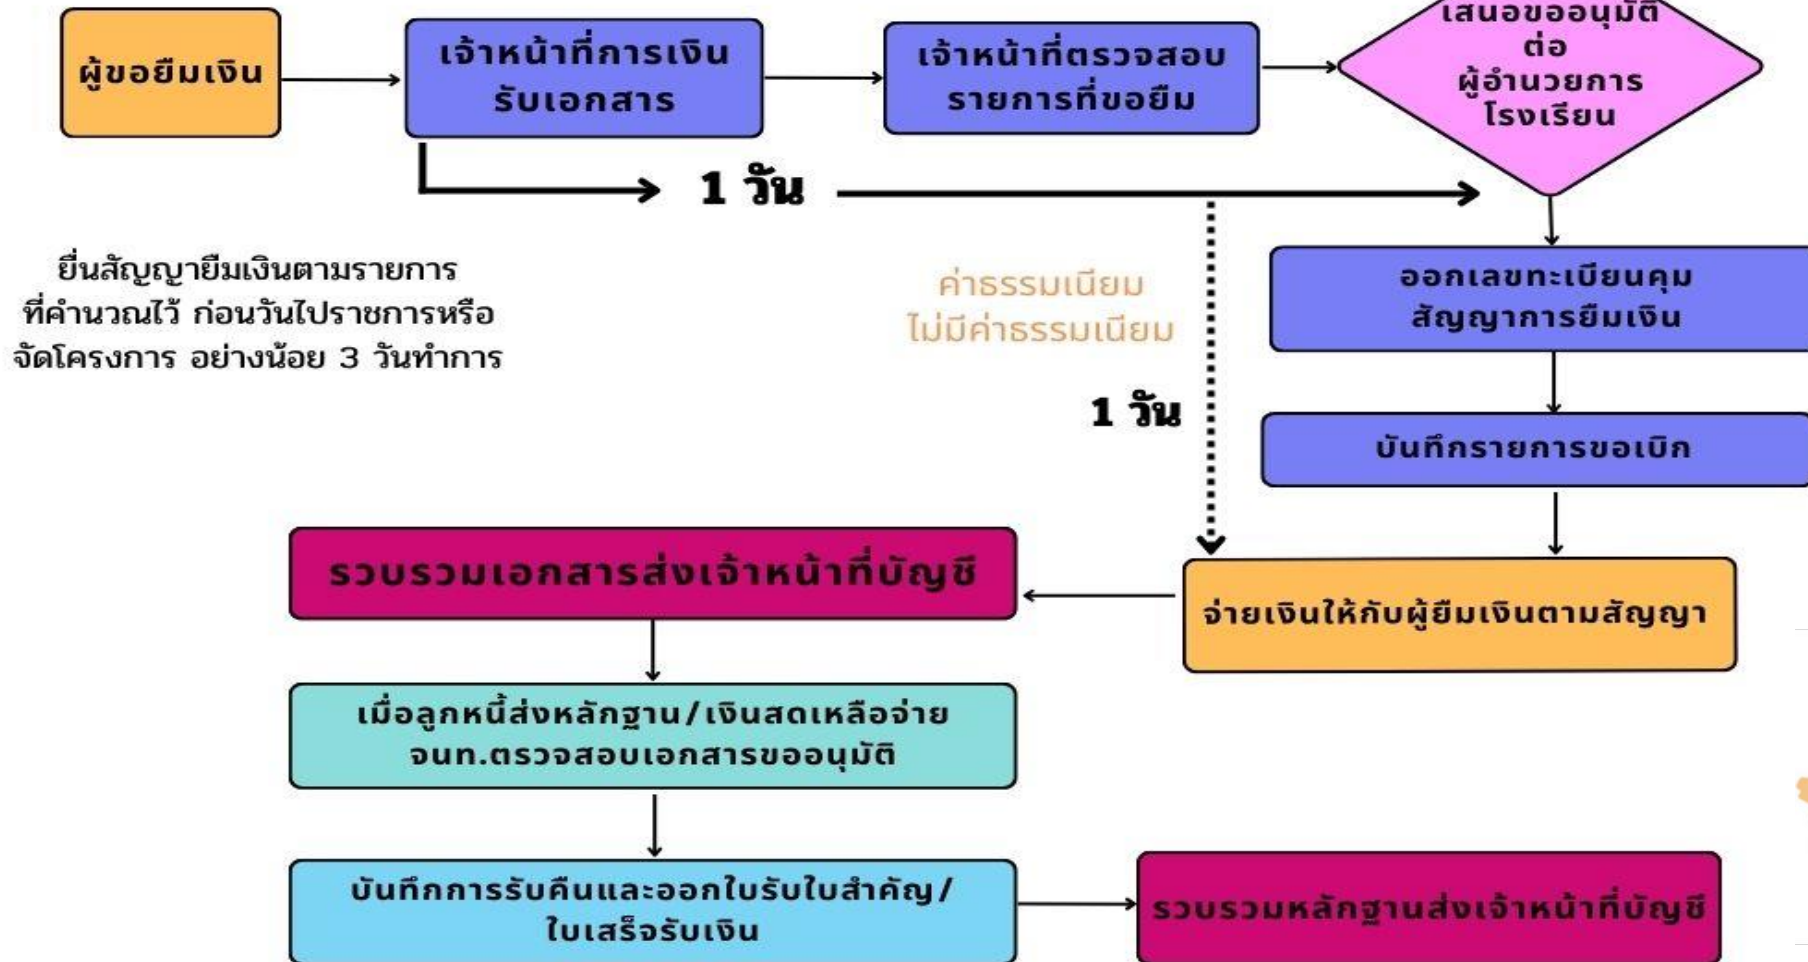 ผู้ขอยืมเงิน
เจ้าหน้าที่การเงิน
รับเอกสาร
เจ้าหน้าที่ตรวจสอบ
รายการที่ขอยืม
เสนอขออนุมัติ
ต่อ
ผู้อำนวยการ
โรงเรียน
1 วัน
ยื่นสัญญายืมเงินตามรายการ
ที่คำนวณไว้ ก่อนวันไปราชการหรือ
จัดโครงการ อย่างน้อย 3 วันทำการ
ค่าธรรมเนียม
ไม่มีค่าธรรมเนียม
1 วัน
ออกเลขทะเบียนคุม
สัญญาการยืมเงิน
บันทึกรายการขอเบิก
จ่ายเงินให้กับผู้ยืมเงินตามสัญญา
รวบรวมเอกสารส่งเจ้าหน้าที่บัญชี
เมื่อลูกหนี้ส่งหลักฐาน/เงินสดเหลือจ่าย
จนท.ตรวจสอบเอกสารขออนุมัติ
บันทึกการรับคืนและออกใบรับใบสำคัญ/
ใบเสร็จรับเงิน
รวบรวมหลักฐานส่งเจ้าหน้าที่บัญชี